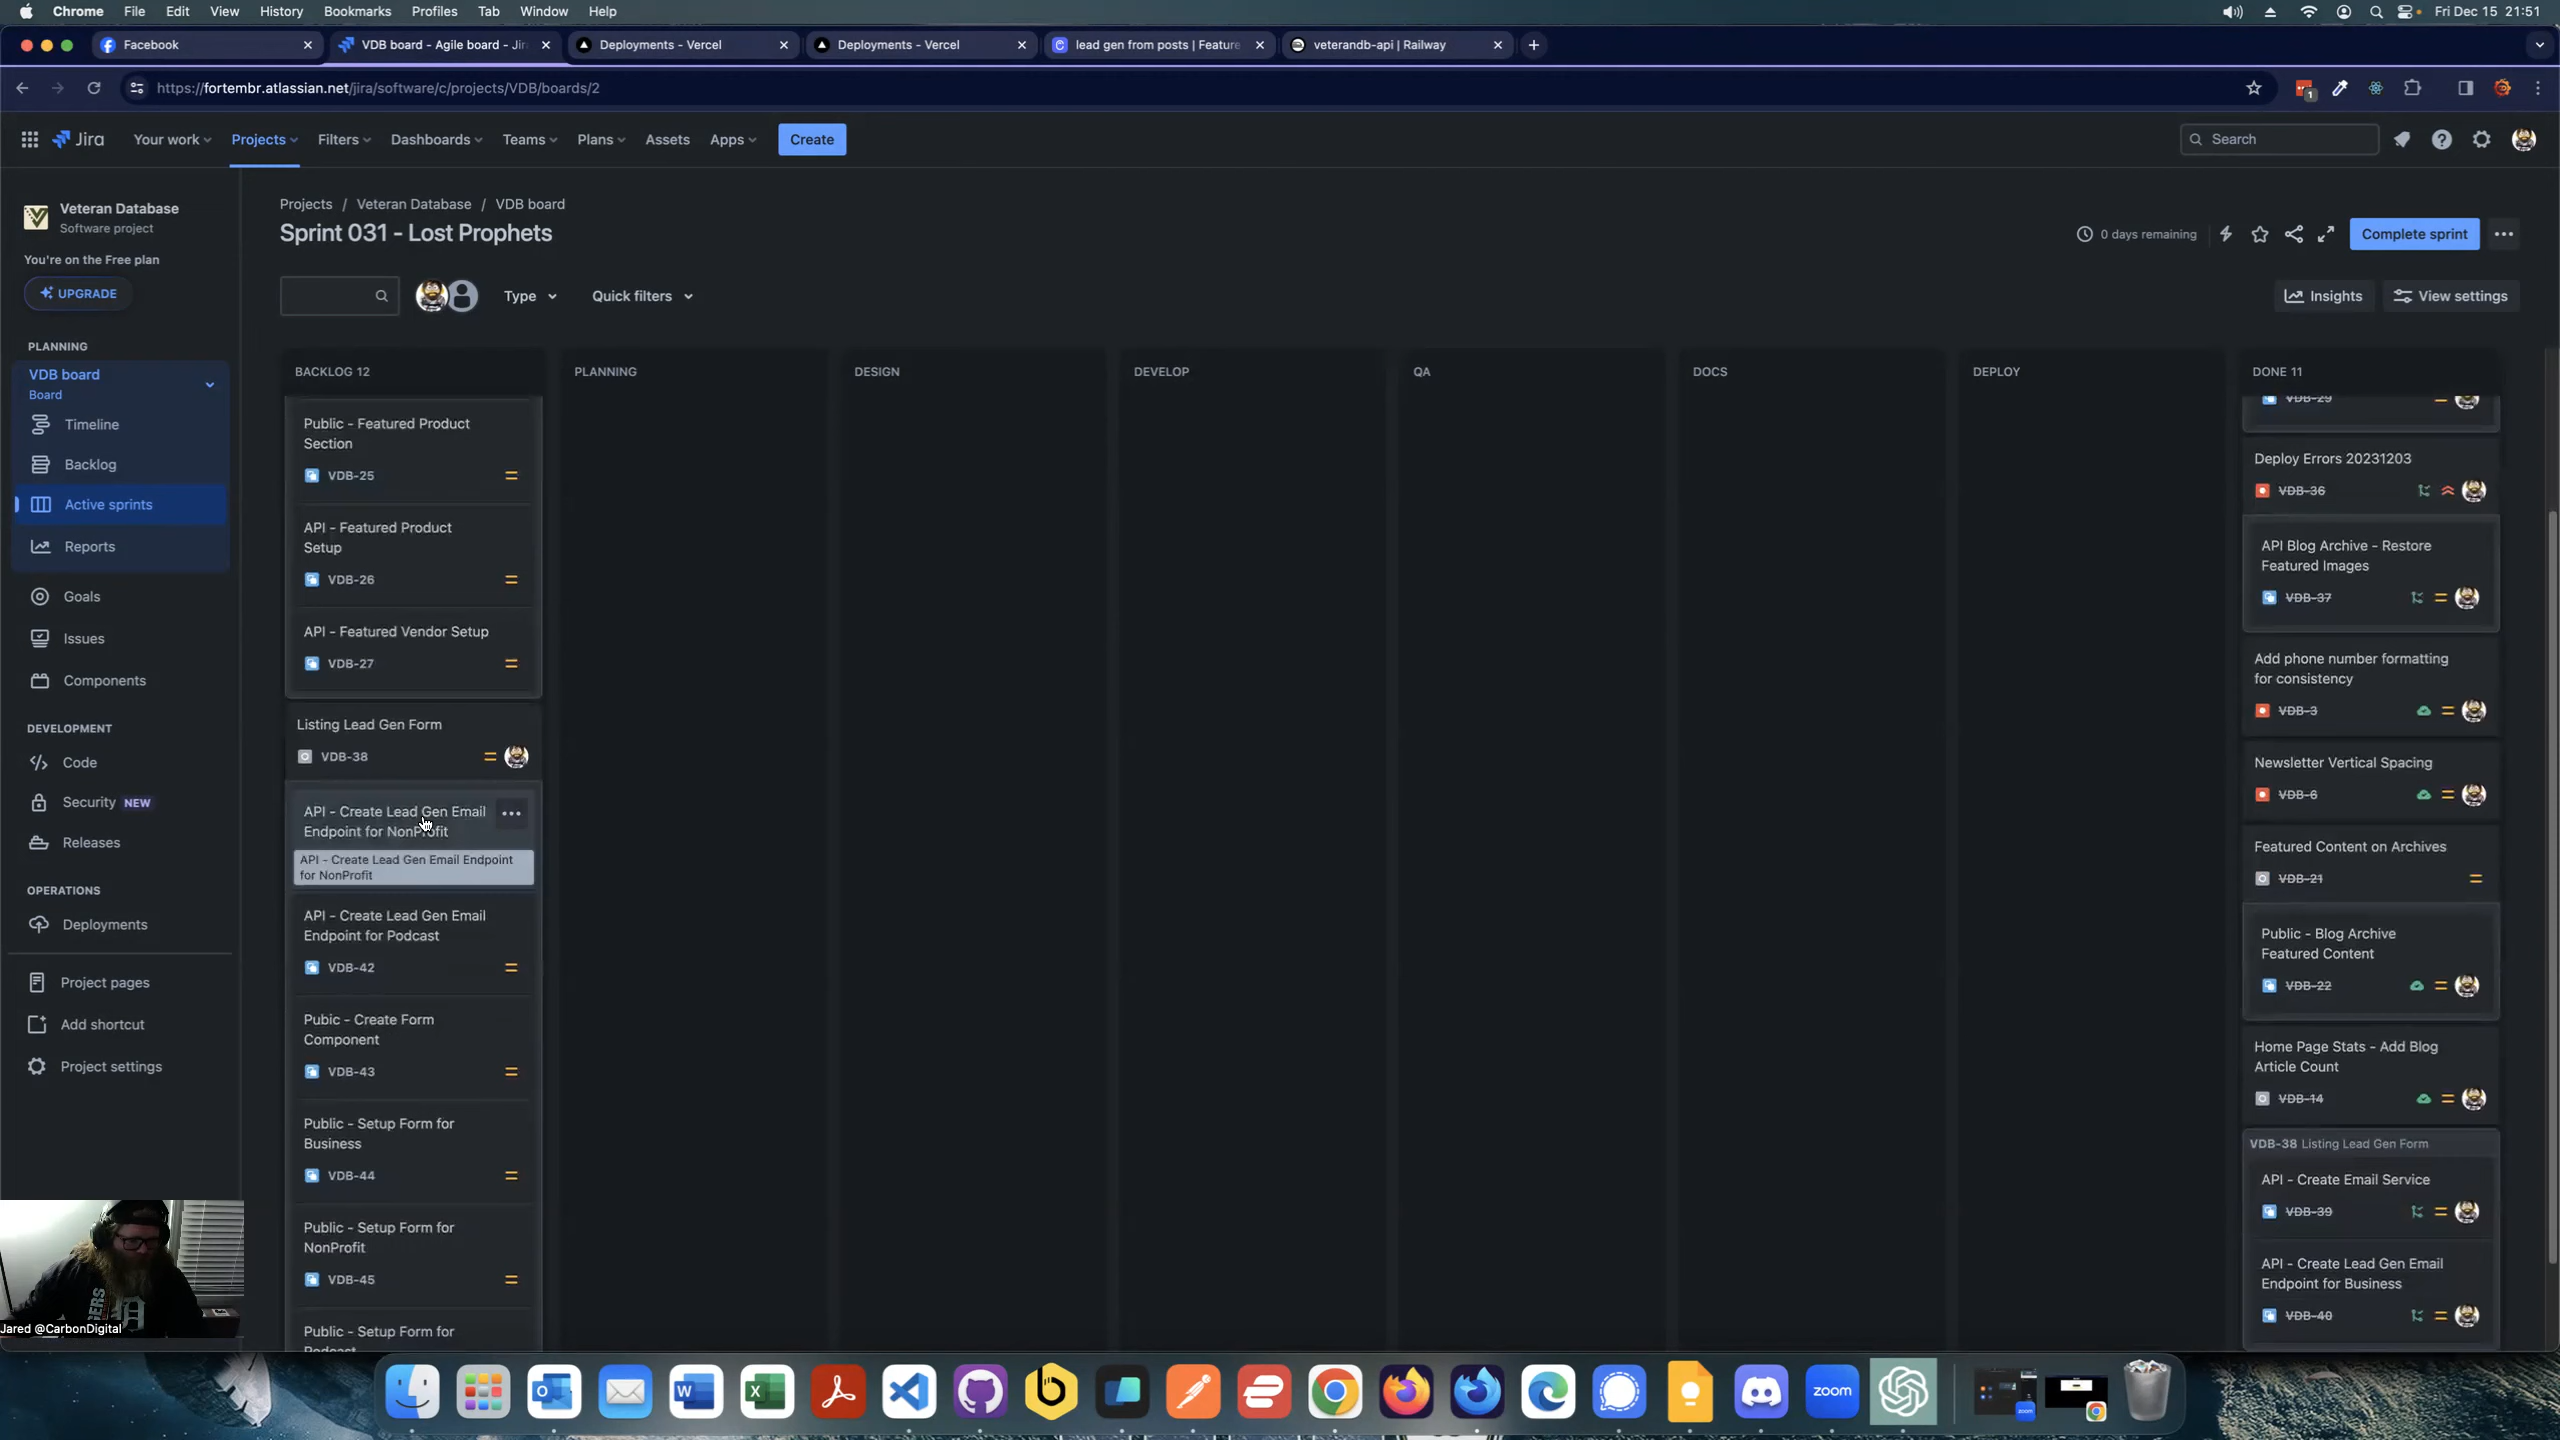 Chrome File Edit View History Bookmarks Profiles Tab Window Help
Fri Dec 15 21:51
Facebook
VDB board - Agile board - Jir
Deployments - Vercel
Deployments - Vercel
lead gen from posts | Feature
veterandb-api | Railway
https://fortembr.atlassian.net/jira/software/c/projects/VDB/boards/2
1
Jira
Your work
Projects
Filters
Dashboards
Teams
Plans
Assets
Apps
Create
Search
Veteran Database
Software project
You're on the Free plan
UPGRADE
PLANNING
VDB board
Board
Timeline
Backlog
Active sprints
Reports
Goals
Issues
Components
DEVELOPMENT
Code
Security NEW
Releases
OPERATIONS
Deployments
Project pages
Add shortcut
Project settings
Jared @CarbonDigital
Projects / Veteran Database / VDB board
Sprint 031 - Lost Prophets
0 days remaining
Complete sprint
Type
Quick filters
Insights
View settings
BACKLOG 12
PLANNING
DESIGN
DEVELOP
QA
DOCS
DEPLOY
DONE 11
Public - Featured Product
Section
VDB-25
API - Featured Product
Setup
VDB-26
API - Featured Vendor Setup
VDB-27
Listing Lead Gen Form
VDB-38
API - Create Lead Gen Email
Endpoint for NonProfit
API - Create Lead Gen Email Endpoint
for NonProfit
API - Create Lead Gen Email
Endpoint for Podcast
VDB-42
Pubic - Create Form
Component
VDB-43
Public - Setup Form for
Business
VDB-44
Public - Setup Form for
NonProfit
VDB-45
Public - Setup Form for
Podcast
VDB-29
Deploy Errors 20231203
VDB-36
API Blog Archive - Restore
Featured Images
VDB-37
Add phone number formatting
for consistency
VDB-3
Newsletter Vertical Spacing
VDB-6
Featured Content on Archives
VDB-21
Public - Blog Archive
Featured Content
VDB-22
Home Page Stats - Add Blog
Article Count
VDB-14
VDB-38 Listing Lead Gen Form
API - Create Email Service
VDB-39
API - Create Lead Gen Email
Endpoint for Business
VDB-40
zoom